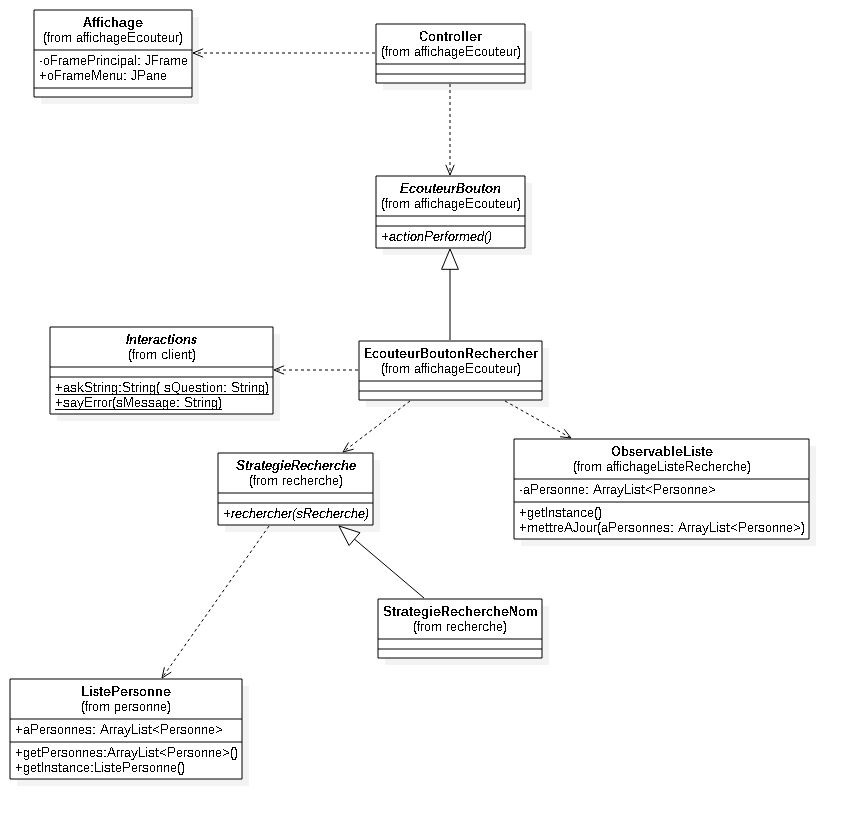 Affichage
(from affichageEcouteur)
-oFramePrincipal: JFrame
+oFrameMenu: JPane
Controller
(from affichageEcouteur)
EcouteurBouton
(from affichageEcouteur)
+actionPerformed()
Interactions
(from client)
+askString:String( sQuestion: String)
+sayError(sMessage: String)
EcouteurBoutonRechercher
(from affichageEcouteur)
StrategieRecherche
(from recherche)
+rechercher(sRecherche)
ObservableListe
(from affichageListeRecherche)
-aPersonne: ArrayList<Personne>
+getInstance()
+mettreAJour(aPersonnes: ArrayList<Personne>)
StrategieRechercheNom
(from recherche)
ListePersonne
(from personne)
+aPersonnes: ArrayList<Personne>
+getPersonnes:ArrayList<Personne>()
+getInstance:ListePersonne()